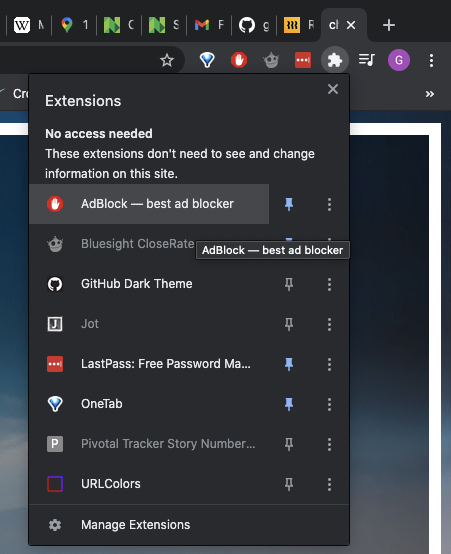 W M
1
C
S
F
g
R
ch
G
Cro
»
Extensions
No access needed
These extensions don't need to see and change
information on this site.
AdBlock — best ad blocker
Bluesight CloseRate
AdBlock — best ad blocker
GitHub Dark Theme
J Jot
LastPass: Free Password Ma...
OneTab
P Pivotal Tracker Story Number...
URLColors
Manage Extensions